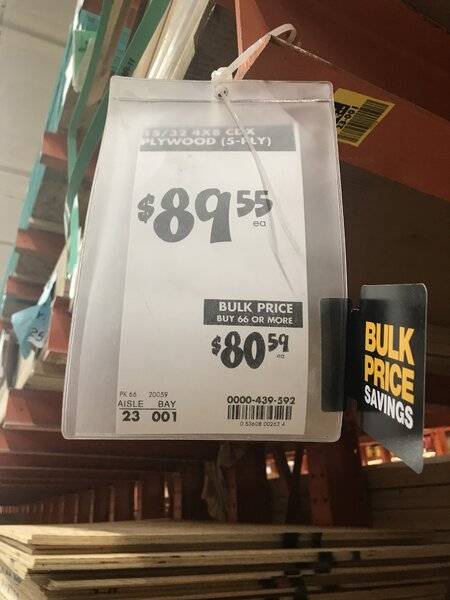 15/32 4X8 CDX
PLYWOOD (5-PLY)
$89 55
ea
BULK PRICE
BUY 66 OR MORE
$80 59
ea
PK 66 20059
AISLE BAY
23 001
0000-439-592
BULK
PRICE
SAVINGS